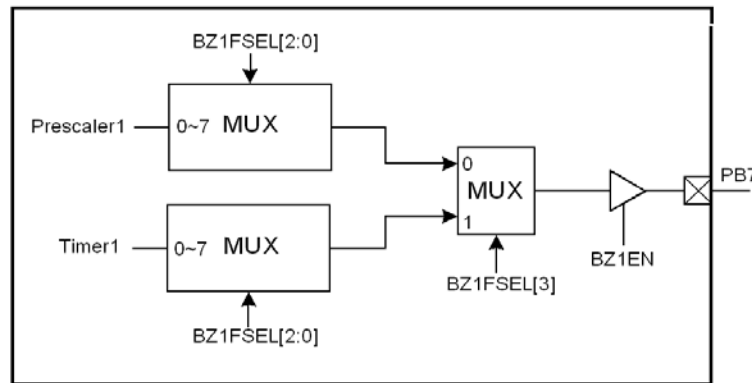 BZ1FSEL[2:0]
Prescaler1
0~7 MUX
0
MUX
1
PB7
Timer1
0~7 MUX
BZ1EN
BZ1FSEL[3]
BZ1FSEL[2:0]